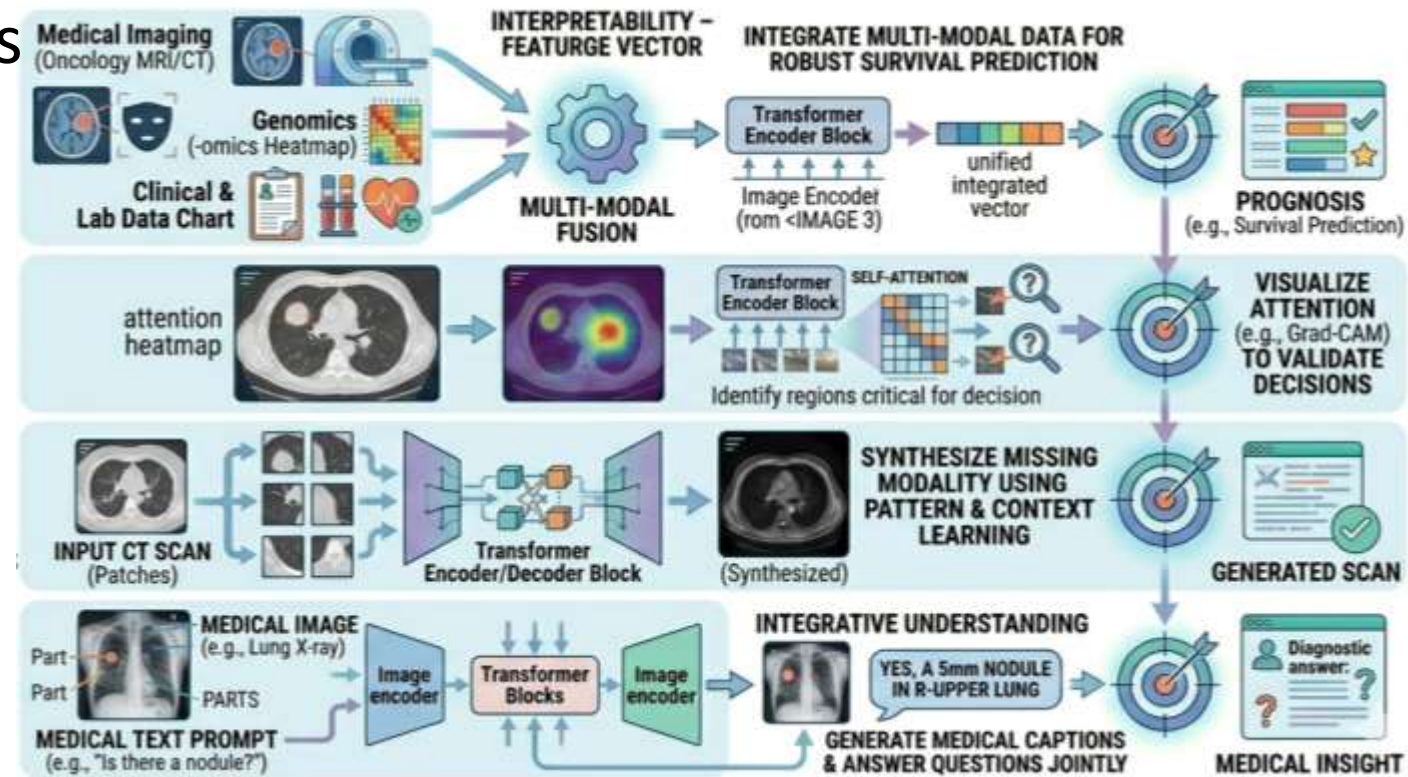 s
Medical Imaging
(Oncology MRI/CT)
Genomics
(-omics Heatmap)
Clinical &
Lab Data Chart
INTERPRETABILITY –
FEATURGE VECTOR
MULTI-MODAL
FUSION
INTEGRATE MULTI-MODAL DATA FOR
ROBUST SURVIVAL PREDICTION
Transformer
Encoder Block
Image Encoder
(rom <IMAGE 3)
unified
integrated
vector
PROGNOSIS
(e.g., Survival Prediction)
attention
heatmap
Transformer
Encoder Block
SELF-ATTENTION
?
?
Identify regions critical for decision
VISUALIZE
ATTENTION
(e.g., Grad-CAM)
TO VALIDATE
DECISIONS
INPUT CT SCAN
(Patches)
Transformer
Encoder/Decoder Block
(Synthesized)
SYNTHESIZE MISSING
MODALITY USING
PATTERN & CONTEXT
LEARNING
GENERATED SCAN
Part
Part
MEDICAL IMAGE
(e.g., Lung X-ray)
PARTS
MEDICAL TEXT PROMPT
(e.g., "Is there a nodule?")
Image
encoder
Transformer
Blocks
Image
encoder
INTEGRATIVE UNDERSTANDING
YES, A 5mm NODULE
IN R-UPPER LUNG
GENERATE MEDICAL CAPTIONS
& ANSWER QUESTIONS JOINTLY
Diagnostic
answer:
?
?
MEDICAL INSIGHT